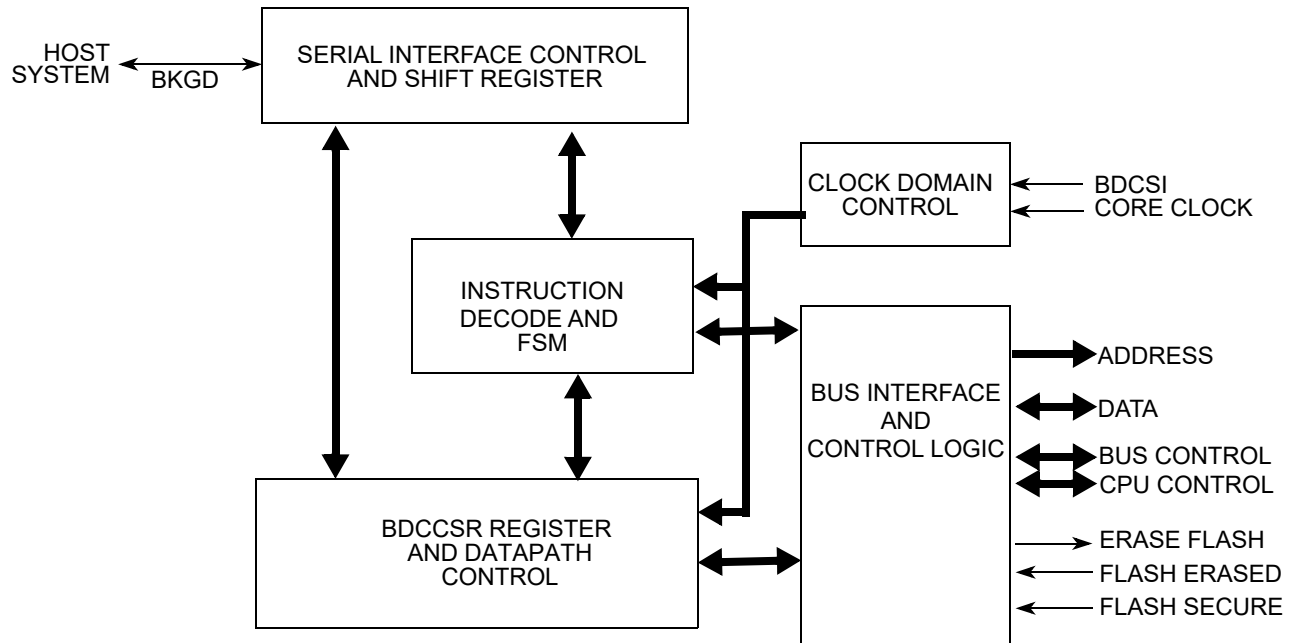 HOST
SYSTEM
BKGD
SERIAL INTERFACE CONTROL
AND SHIFT REGISTER
CLOCK DOMAIN
CONTROL
BDCSI
CORE CLOCK
INSTRUCTION
DECODE AND
FSM
BUS INTERFACE
AND
CONTROL LOGIC
ADDRESS
DATA
BUS CONTROL
CPU CONTROL
ERASE FLASH
FLASH ERASED
FLASH SECURE
BDCCSR REGISTER
AND DATAPATH
CONTROL